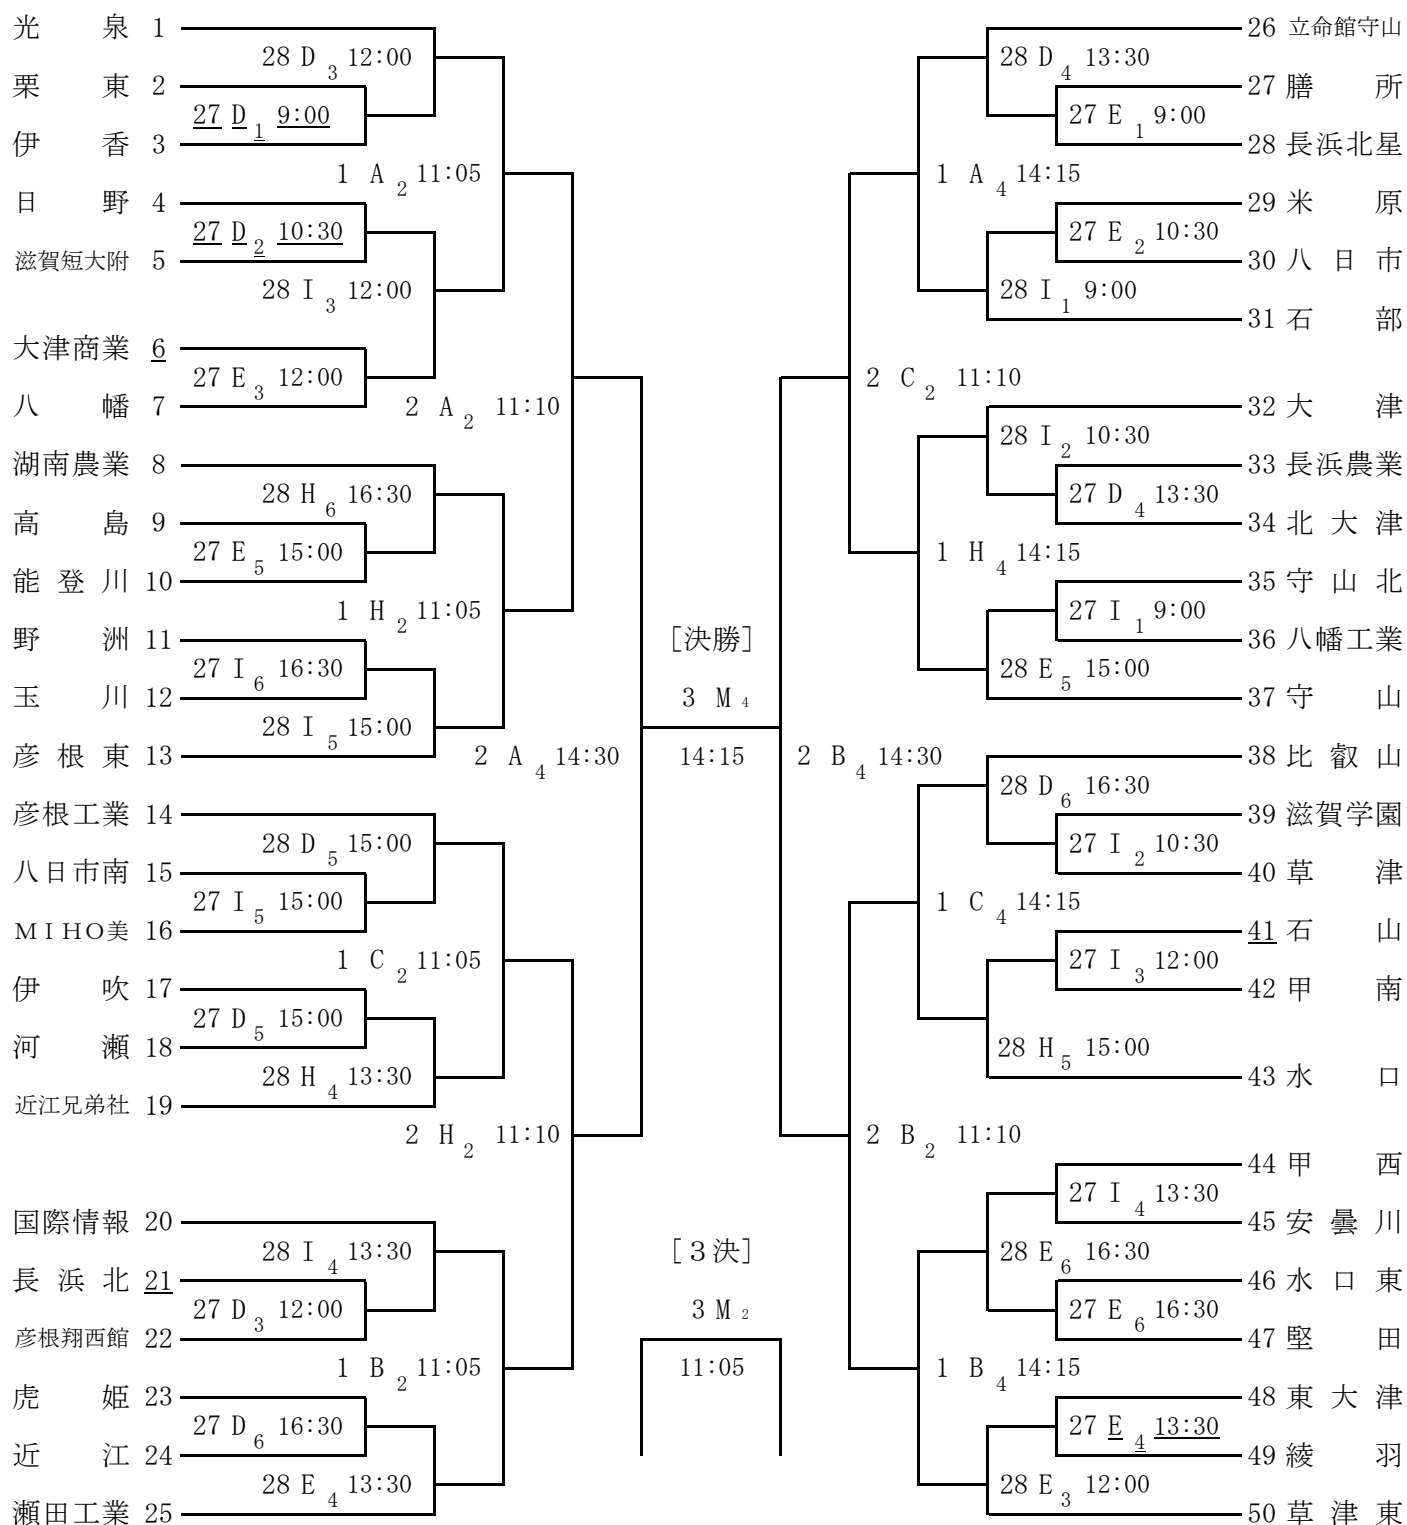 光泉 1
28 D 3 12:00
栗東 2
27 D 1 9:00
伊香 3
1 A 2 11:05
日野 4
27 D 2 10:30
滋賀短大附 5
28 I 3 12:00
大津商業 6
27 E 3 12:00
八幡 7
2 A 2 11:10
湖南農業 8
28 H 6 16:30
高島 9
27 E 5 15:00
能登川 10
1 H 2 11:05
野洲 11
27 I 6 16:30
玉川 12
28 I 5 15:00
彦根東 13
2 A 4 14:30
彦根工業 14
28 D 5 15:00
八日市南 15
27 I 5 15:00
MIHO美 16
1 C 2 11:05
伊吹 17
27 D 5 15:00
河瀬 18
28 H 4 13:30
近江兄弟社 19
2 H 2 11:10
国際情報 20
28 I 4 13:30
長浜北 21
27 D 3 12:00
彦根翔西館 22
1 B 2 11:05
虎姫 23
27 D 6 16:30
近江 24
28 E 4 13:30
瀬田工業 25
[決勝]
3 M 4
14:15
[3決]
3 M 2
11:05
26 立命館守山
28 D 4 13:30
27 膳所
27 E 1 9:00
28 長浜北星
1 A 4 14:15
29 米原
27 E 2 10:30
30 八日市
28 I 1 9:00
31 石部
2 C 2 11:10
32 大津
28 I 2 10:30
33 長浜農業
27 D 4 13:30
34 北大津
1 H 4 14:15
35 守山北
27 I 1 9:00
36 八幡工業
28 E 5 15:00
37 守山
2 B 4 14:30
38 比叡山
28 D 6 16:30
39 滋賀学園
27 I 2 10:30
40 草津
1 C 4 14:15
41 石山
27 I 3 12:00
42 甲南
28 H 5 15:00
43 水口
2 B 2 11:10
44 甲西
27 I 4 13:30
45 安曇川
28 E 6 16:30
46 水口東
27 E 6 16:30
47 堅田
1 B 4 14:15
48 東大津
27 E 4 13:30
49 綾羽
28 E 3 12:00
50 草津東